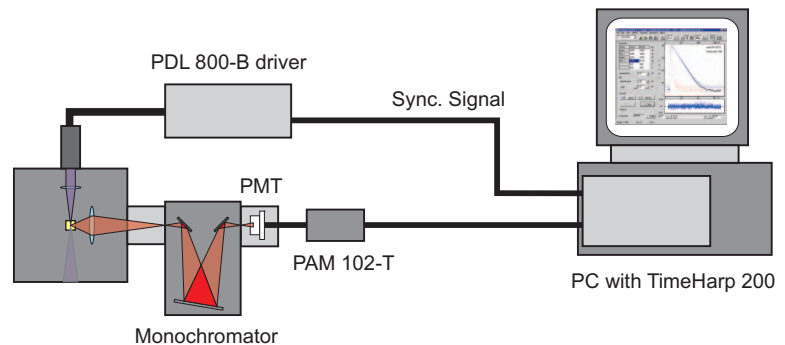 PDL 800-B driver
Sync. Signal
PMT
PAM 102-T
PC with TimeHarp 200
Monochromator